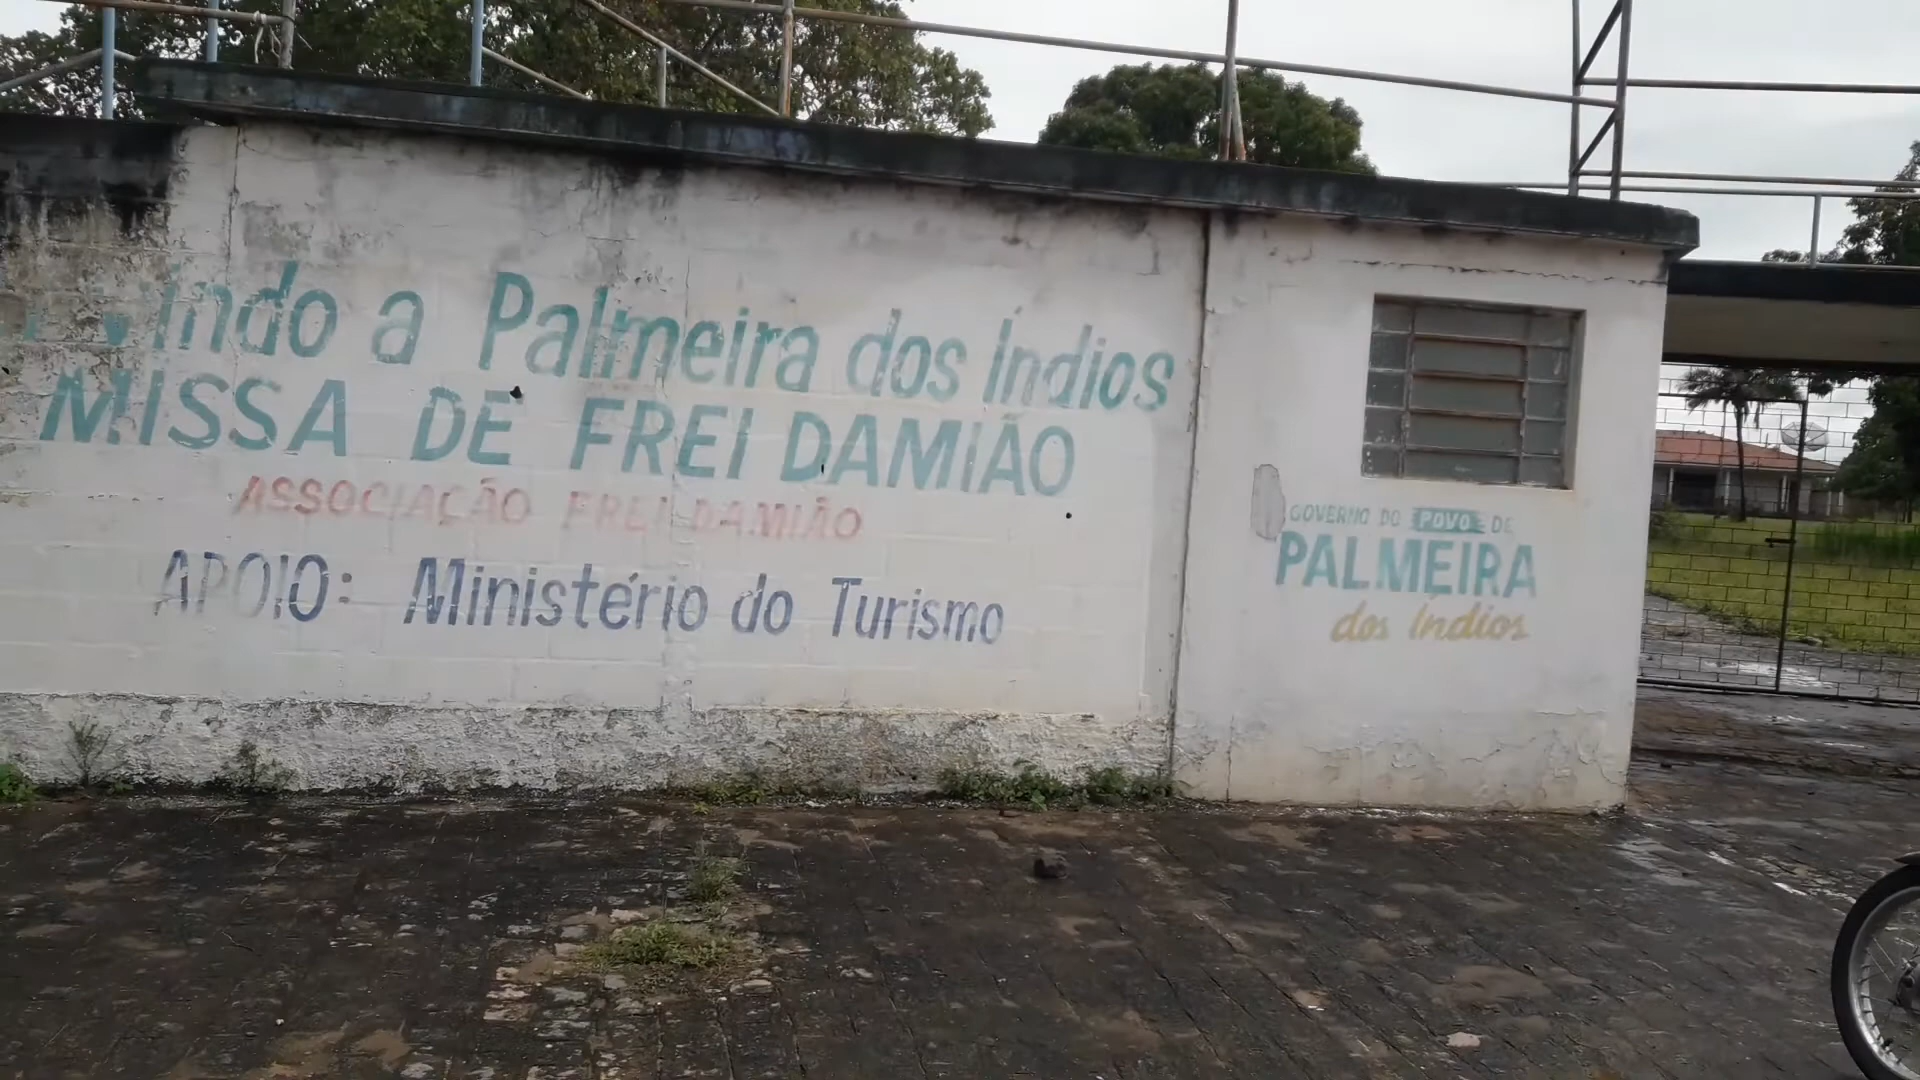 vindo a Palmeira dos Índios
MISSA DE FREI DAMIÃO
ASSOCIAÇÃO FREI DAMIÃO
APOIO: Ministério do Turismo
GOVERNO DO POVO DE
PALMEIRA
dos Índios